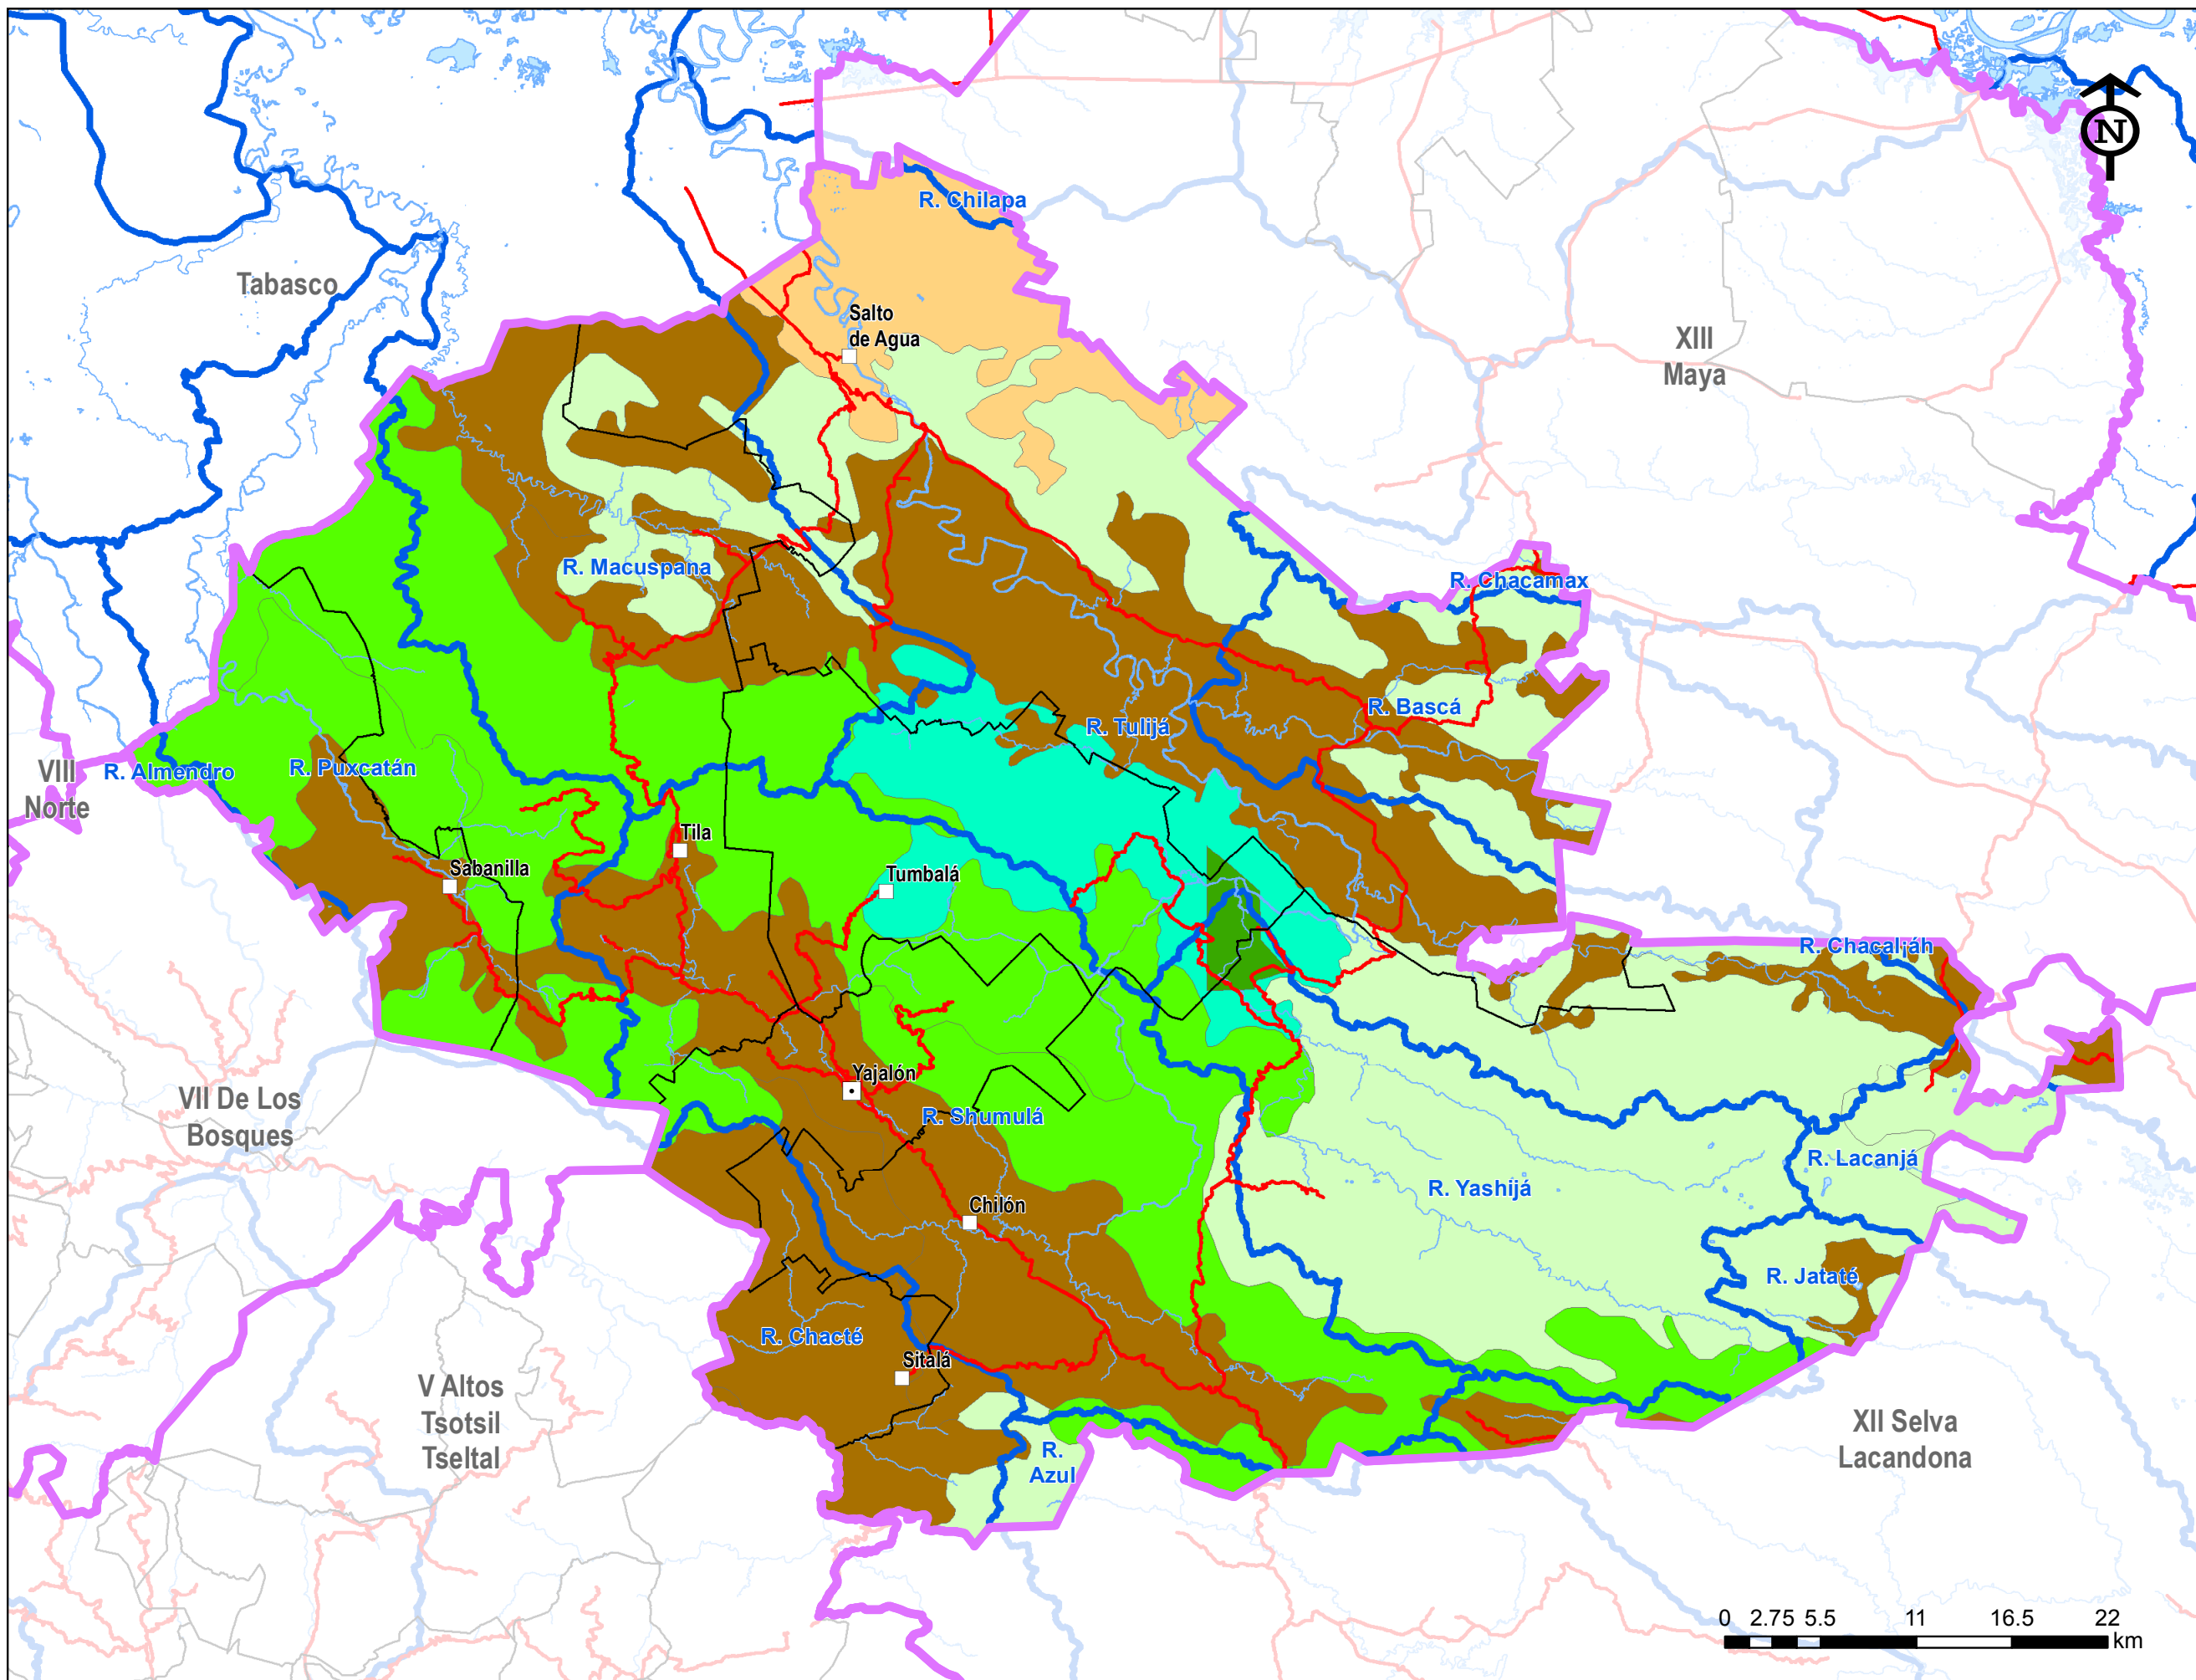 N
R. Chilapa
Tabasco
Salto
de Agua
XIII
Maya
R. Macuspana
R. Chacamax
R. Bascá
R. Tulijá
VIII
Norte
R. Almendro
R. Puxcatán
Tila
Sabanilla
Tumbalá
R. Chacaljáh
Yajalón
VII De Los
Bosques
R. Shumulá
R. Lacanjá
R. Yashijá
Chilón
R. Jataté
R. Chacté
Sitalá
V Altos
Tsotsil
Tseltal
XII Selva
Lacandona
R.
Azul
0 2.75 5.5 11 16.5 22
km